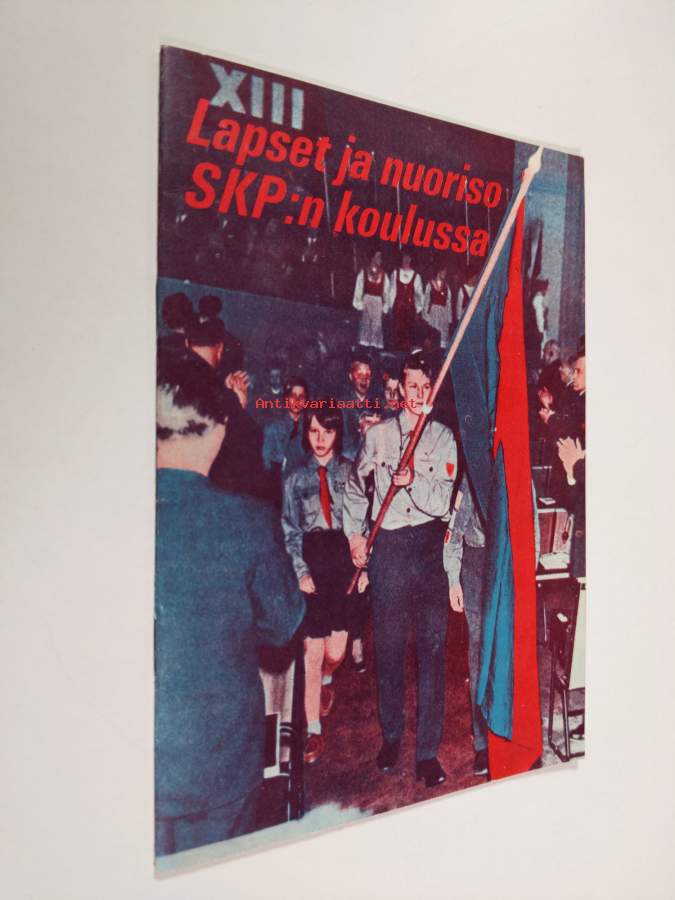 XIII
Lapset ja nuoriso
SKP:n koulussa
Antikvariaatti.net